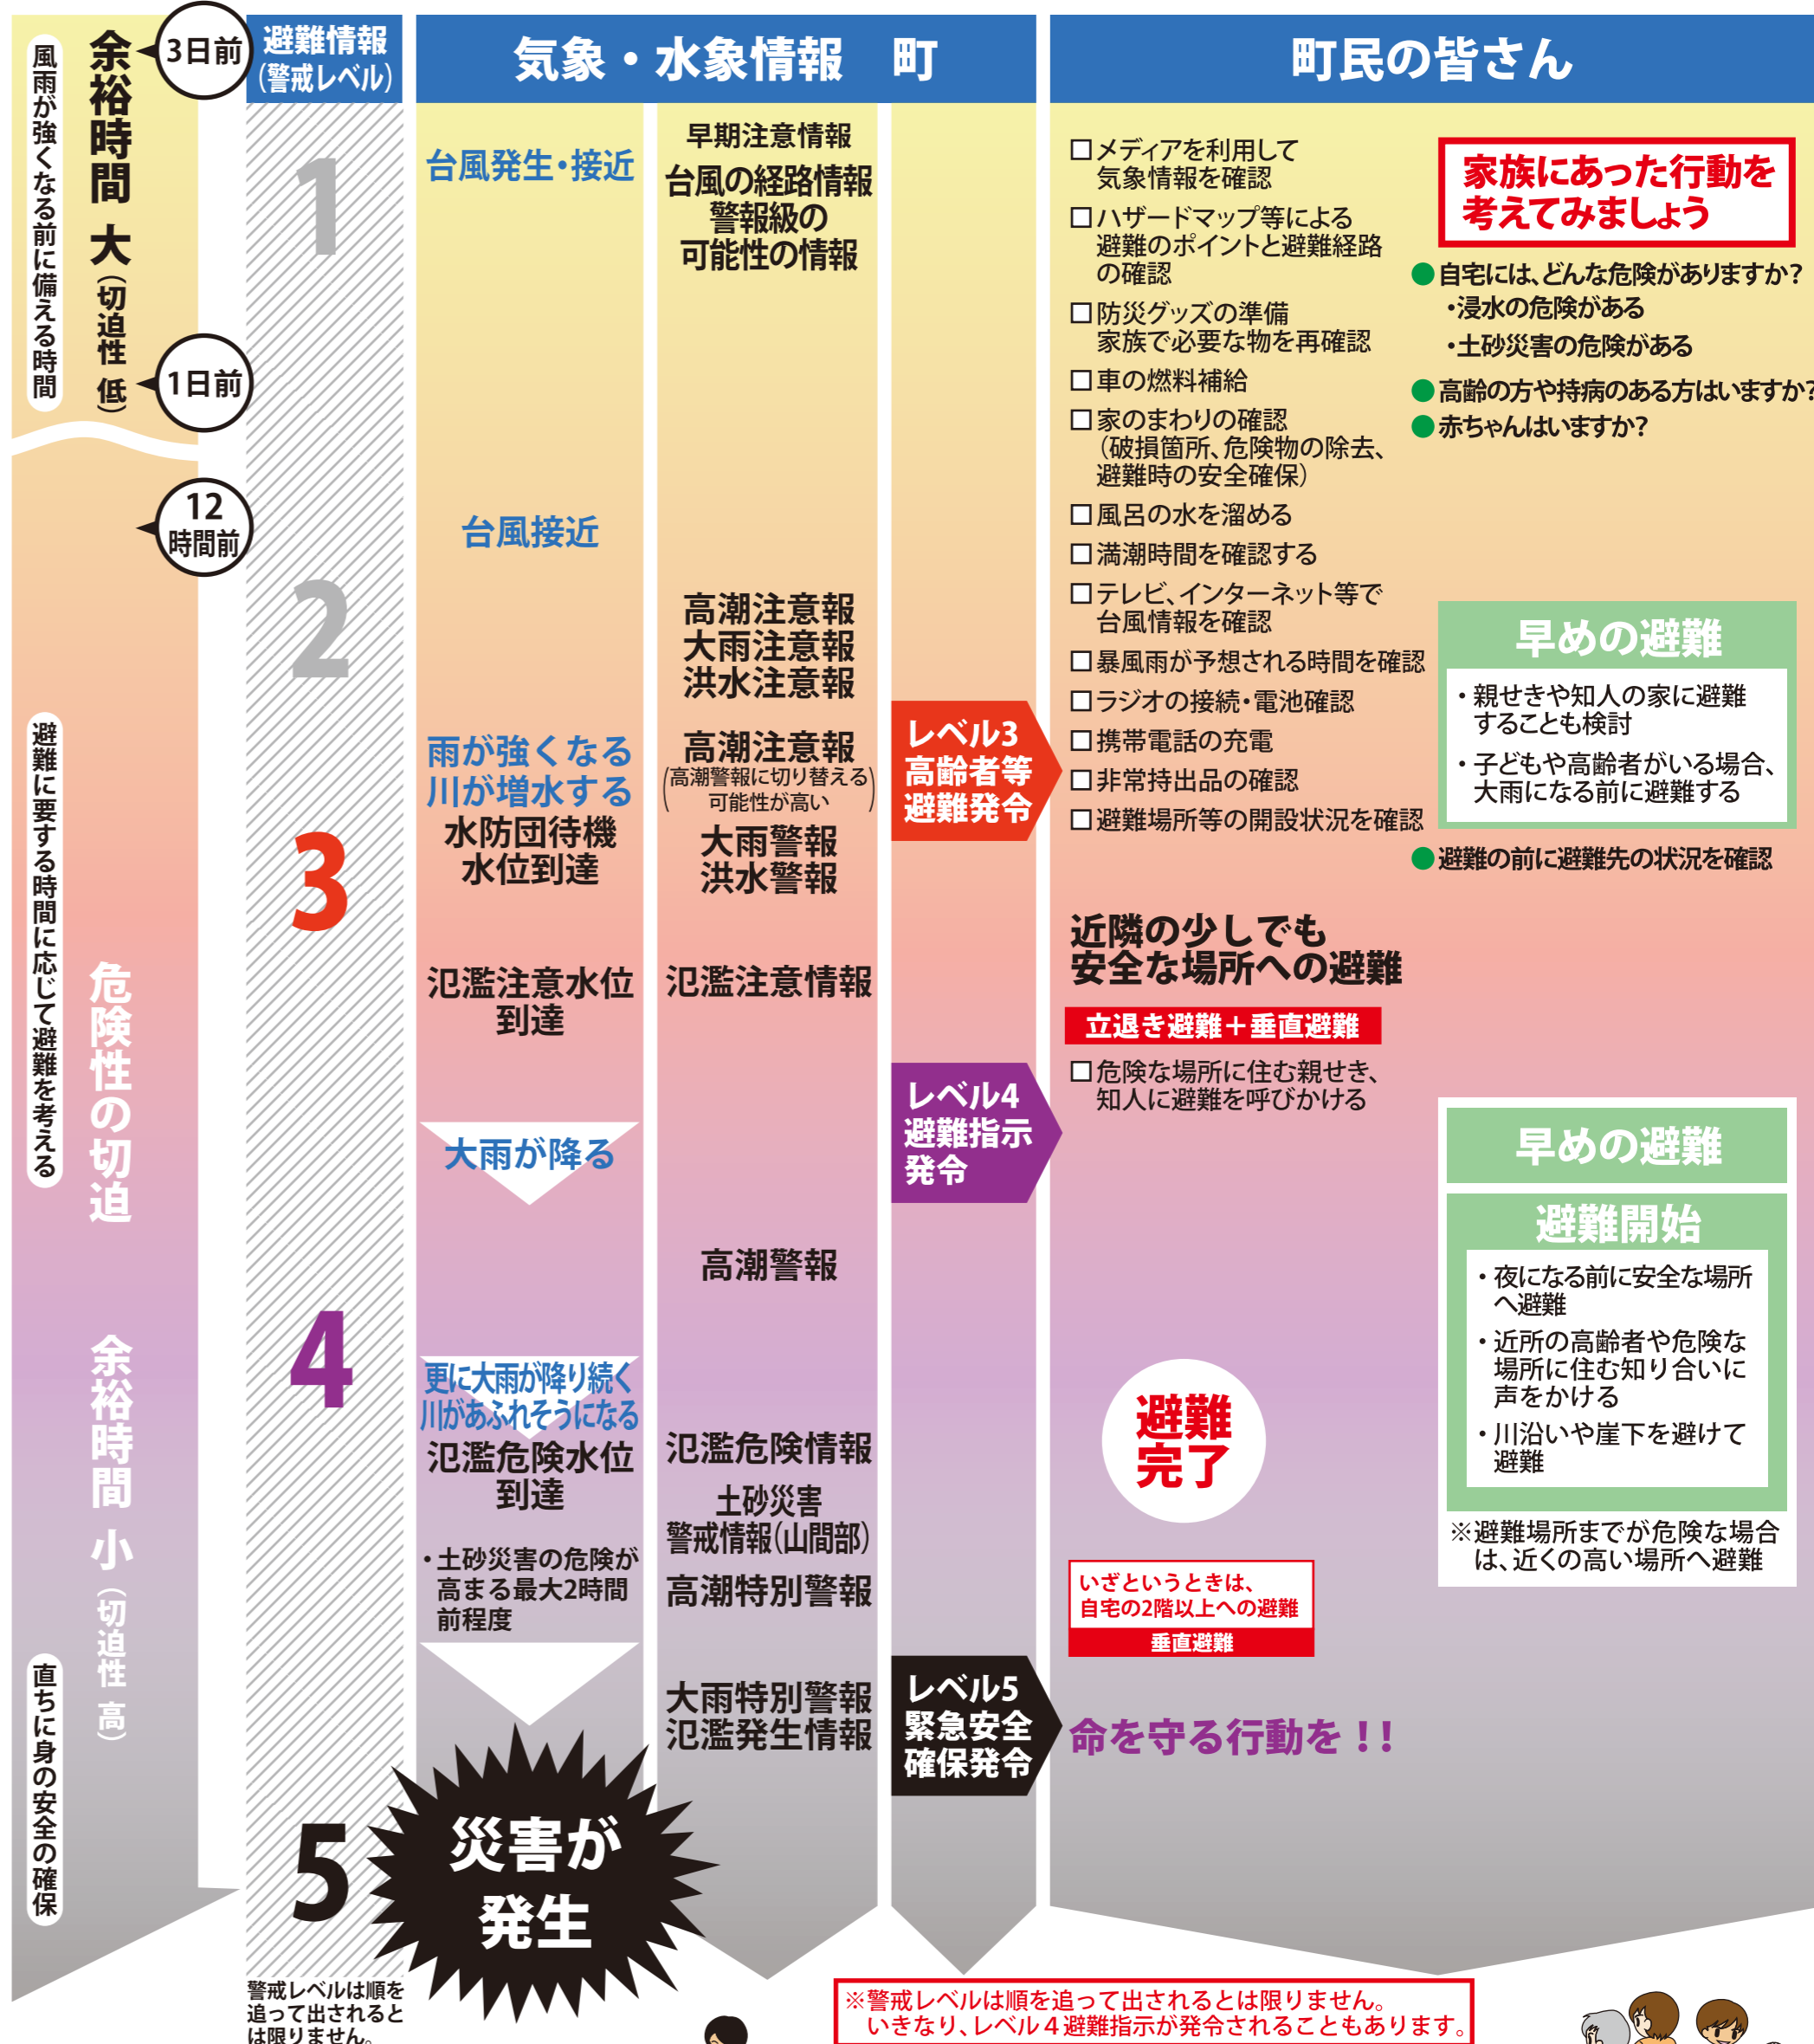 風雨が強くなる前に備える時間
余裕時間 大(切迫性 低)
3日前
1日前
12
時間前
避難に要する時間に応じて避難を考える
危険性の切迫
余裕時間 小(切迫性 高)
直ちに身の安全の確保
避難情報
(警戒レベル)
1
2
3
4
5
警戒レベルは順を
追って出されると
は限りません。
気象・水象情報 町
台風発生・接近
台風接近
雨が強くなる
川が増水する
水防団待機
水位到達
氾濫注意水位
到達
大雨が降る
更に大雨が降り続く
川があふれそうになる
氾濫危険水位
到達
・土砂災害の危険が
高まる最大2時間
前程度
災害が
発生
早期注意情報
台風の経路情報
警報級の
可能性の情報
高潮注意報
大雨注意報
洪水注意報
高潮注意報
(高潮警報に切り替える
可能性が高い)
大雨警報
洪水警報
氾濫注意情報
高潮警報
氾濫危険情報
土砂災害
警戒情報(山間部)
高潮特別警報
大雨特別警報
氾濫発生情報
レベル3
高齢者等
避難発令
レベル4
避難指示
発令
レベル5
緊急安全
確保発令
町民の皆さん
□メディアを利用して
気象情報を確認
□ハザードマップ等による
避難のポイントと避難経路
の確認
□防災グッズの準備
家族で必要な物を再確認
□車の燃料補給
□家のまわりの確認
(破損箇所、危険物の除去、
避難時の安全確保)
□風呂の水を溜める
□満潮時間を確認する
□テレビ、インターネット等で
台風情報を確認
□暴風雨が予想される時間を確認
□ラジオの接続・電池確認
□携帯電話の充電
□非常持出品の確認
□避難場所等の開設状況を確認
近隣の少しでも
安全な場所への避難
立退き避難＋垂直避難
□危険な場所に住む親せき、
知人に避難を呼びかける
避難
完了
いざというときは、
自宅の2階以上への避難
垂直避難
命を守る行動を！！
家族にあった行動を
考えてみましょう
●自宅には、どんな危険がありますか？
・浸水の危険がある
・土砂災害の危険がある
●高齢の方や持病のある方はいますか？
●赤ちゃんはいますか？
早めの避難
・親せきや知人の家に避難
することも検討
・子どもや高齢者がいる場合、
大雨になる前に避難する
●避難の前に避難先の状況を確認
早めの避難
避難開始
・夜になる前に安全な場所
へ避難
・近所の高齢者や危険な
場所に住む知り合いに
声をかける
・川沿いや崖下を避けて
避難
※避難場所までが危険な場合
は、近くの高い場所へ避難
※警戒レベルは順を追って出されるとは限りません。
いきなり、レベル４避難指示が発令されることもあります。